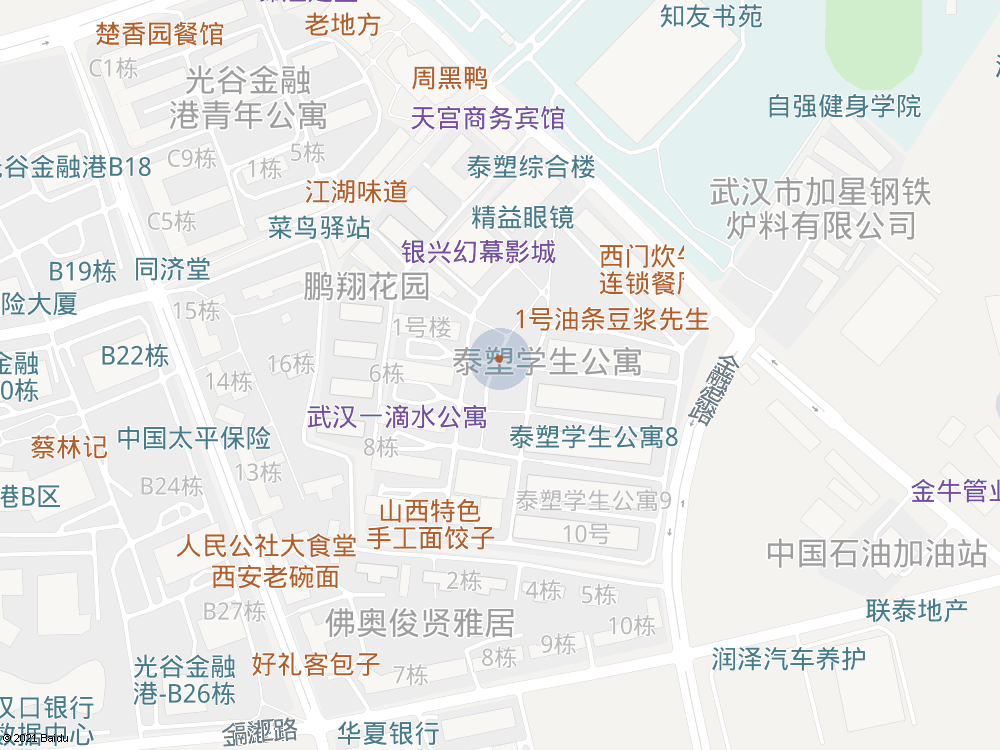 知友书苑
老地方
楚香园餐馆
C1栋
周黑鸭
光谷金融
港青年公寓
天宫商务宾馆
自强健身学院
5栋
C9栋
1栋
光谷金融港B18
泰塑综合楼
江湖味道
武汉市加星钢铁
炉料有限公司
C5栋
菜鸟驿站
精益眼镜
银兴幻幕影城
西门炊
连锁餐
B19栋
同济堂
鹏翔花园
险大厦
15栋
1号油条豆浆先生
1号楼
B22栋
金融
0栋
16栋
6栋
14栋
泰塑学生公寓
金融港路
武汉一滴水公寓
中国太平保险
泰塑学生公寓8
蔡林记
8栋
13栋
B24栋
港B区
泰塑学生公寓9
金牛管业
山西特色
手工面饺子
10号
人民公社大食堂
西安老碗面
中国石油加油站
2栋
4栋
5栋
B27栋
佛奥俊贤雅居
10栋
联泰地产
9栋
8栋
润泽汽车养护
光谷金融
港-B26栋
好礼客包子
7栋
汉口银行
数据中心
华夏银行
© 2021 Baidu